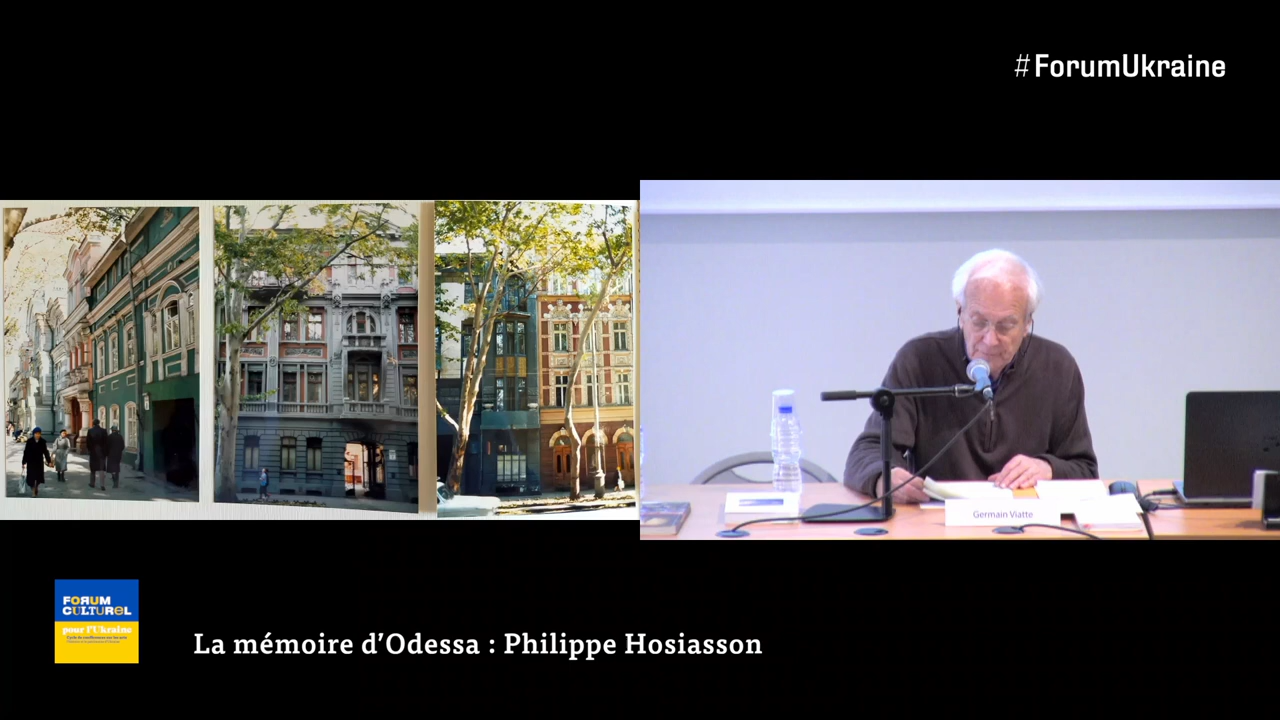 #ForumUkraine
Germain Viatte
FORUM
CULTUREL
pour l'Ukraine
La mémoire d'Odessa : Philippe Hosiasson